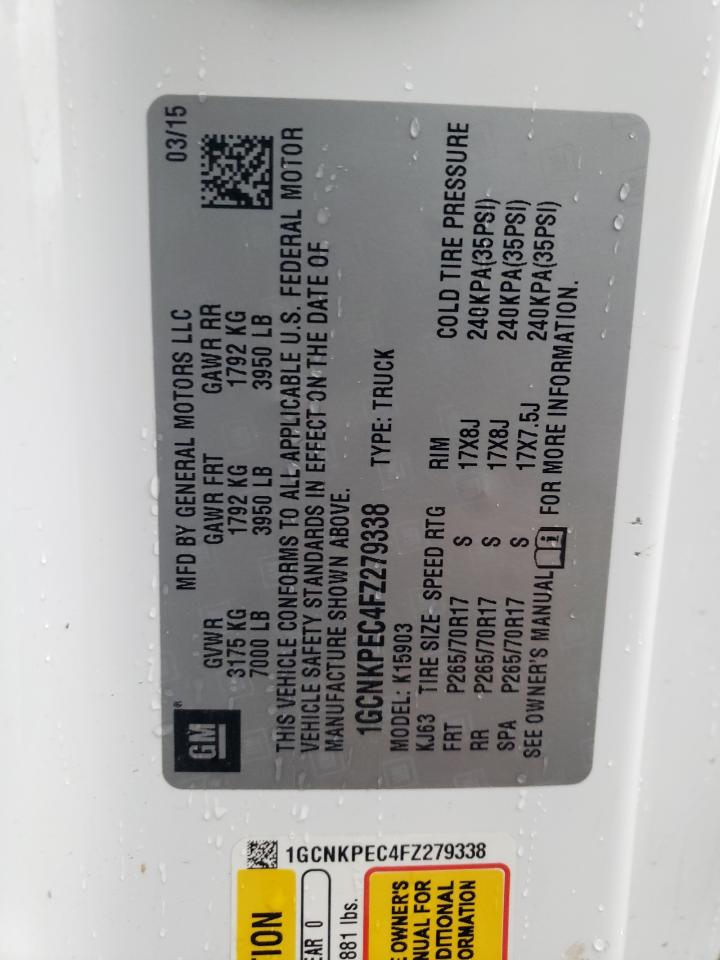 MFD BY GENERAL MOTORS LLC 03/15
GVWR GAWR FRT GAWR RR
3175 KG 1792 KG 1792 KG
7000 LB 3950 LB 3950 LB
GM
THIS VEHICLE CONFORMS TO ALL APPLICABLE U.S. FEDERAL MOTOR
VEHICLE SAFETY STANDARDS IN EFFECT ON THE DATE OF
MANUFACTURE SHOWN ABOVE.
1GCNKPEC4FZ279338 TYPE: TRUCK
MODEL: K15903
KJ63 TIRE SIZE SPEED RTG RIM COLD TIRE PRESSURE
FRT P265/70R17 S 17X8J 240KPA(35PSI)
RR P265/70R17 S 17X8J 240KPA(35PSI)
SPA P265/70R17 S 17X7.5J 240KPA(35PSI)
SEE OWNER'S MANUAL i FOR MORE INFORMATION.
1GCNKPEC4FZ279338
TION
EAR 0
881 lbs.
E OWNER'S
NUAL FOR
DITIONAL
ORMATION